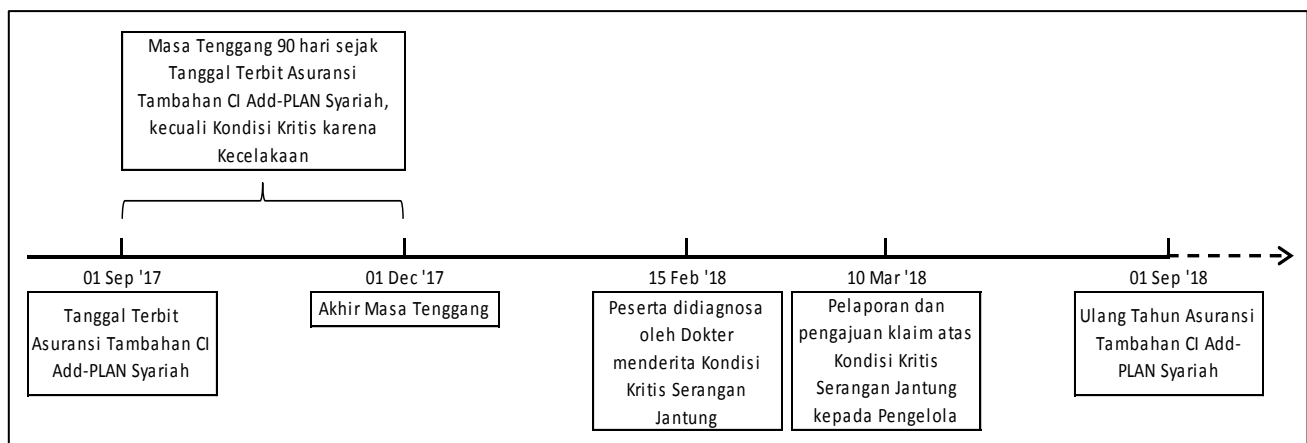 Masa Tenggang 90 hari sejak
Tanggal Terbit Asuransi
Tambahan CI Add-PLAN Syariah,
kecuali Kondisi Kritis karena
Kecelakaan
01 Sep '17
01 Dec '17
15 Feb '18
10 Mar '18
01 Sep '18
Tanggal Terbit
Asuransi Tambahan CI
Add-PLAN Syariah
Akhir Masa Tenggang
Peserta didiagnosa
oleh Dokter
menderita Kondisi
Kritis Serangan
Jantung
Pelaporan dan
pengajuan klaim atas
Kondisi Kritis
Serangan Jantung
kepada Pengelola
Ulang Tahun Asuransi
Tambahan CI Add-
PLAN Syariah